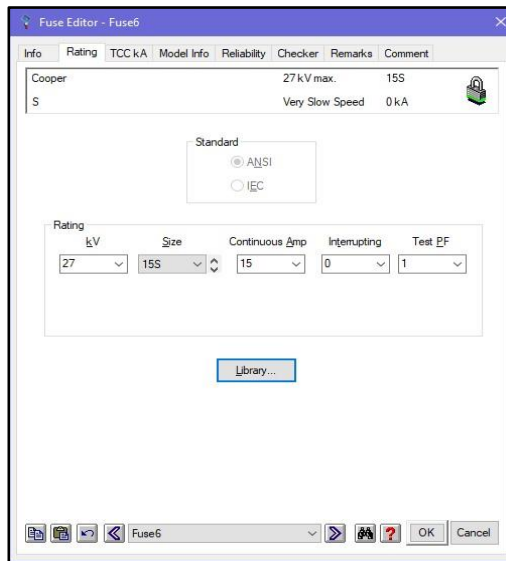 Fuse Editor - Fuse6
Info Rating TCC kA Model Info Reliability Checker Remarks Comment
Cooper 27 kV max. 15S
S Very Slow Speed 0 kA
Standard
ANSI
IEC
Rating
kV Size Continuous Amp Interrupting Test PF
27 15S 15 0 1
Library...
Fuse6 OK Cancel